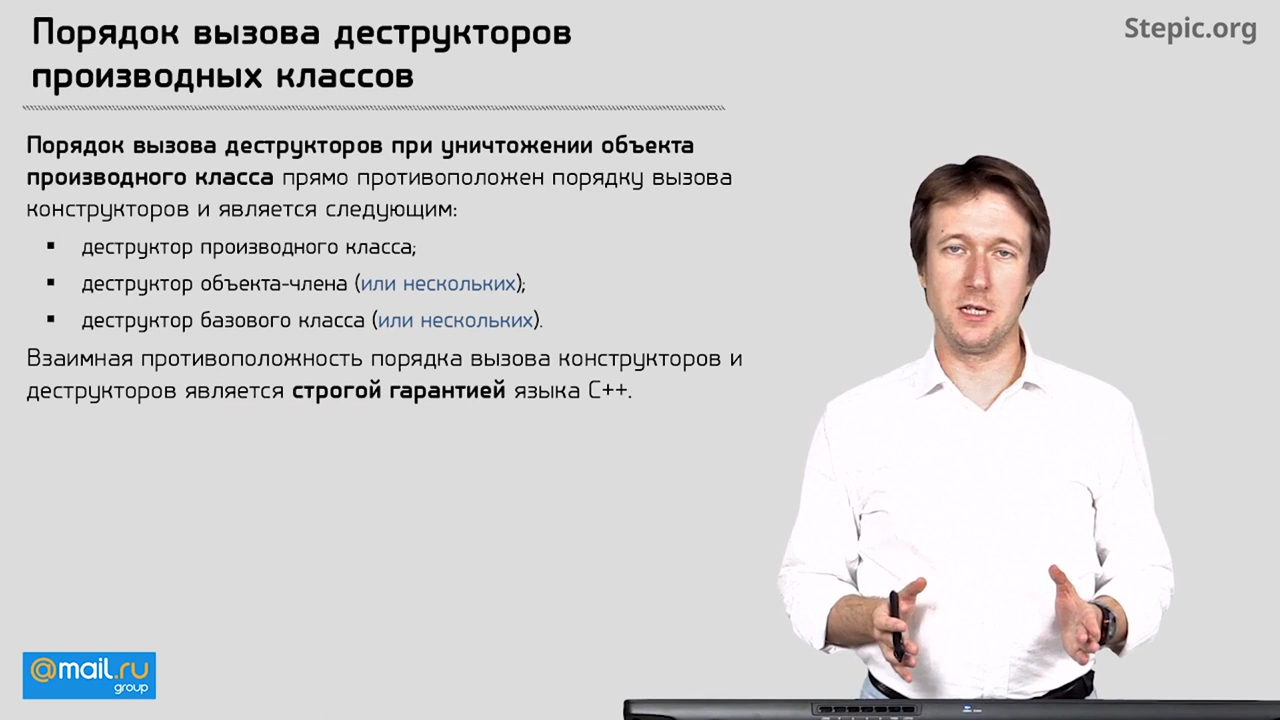 Порядок вызова деструкторов
производных классов
Stepic.org
Порядок вызова деструкторов при уничтожении объекта
производного класса прямо противоположен порядку вызова
конструкторов и является следующим:
▪ деструктор производного класса;
▪ деструктор объекта-члена (или нескольких);
▪ деструктор базового класса (или нескольких).
Взаимная противоположность порядка вызова конструкторов и
деструкторов является строгой гарантией языка C++.
@mail.ru
group